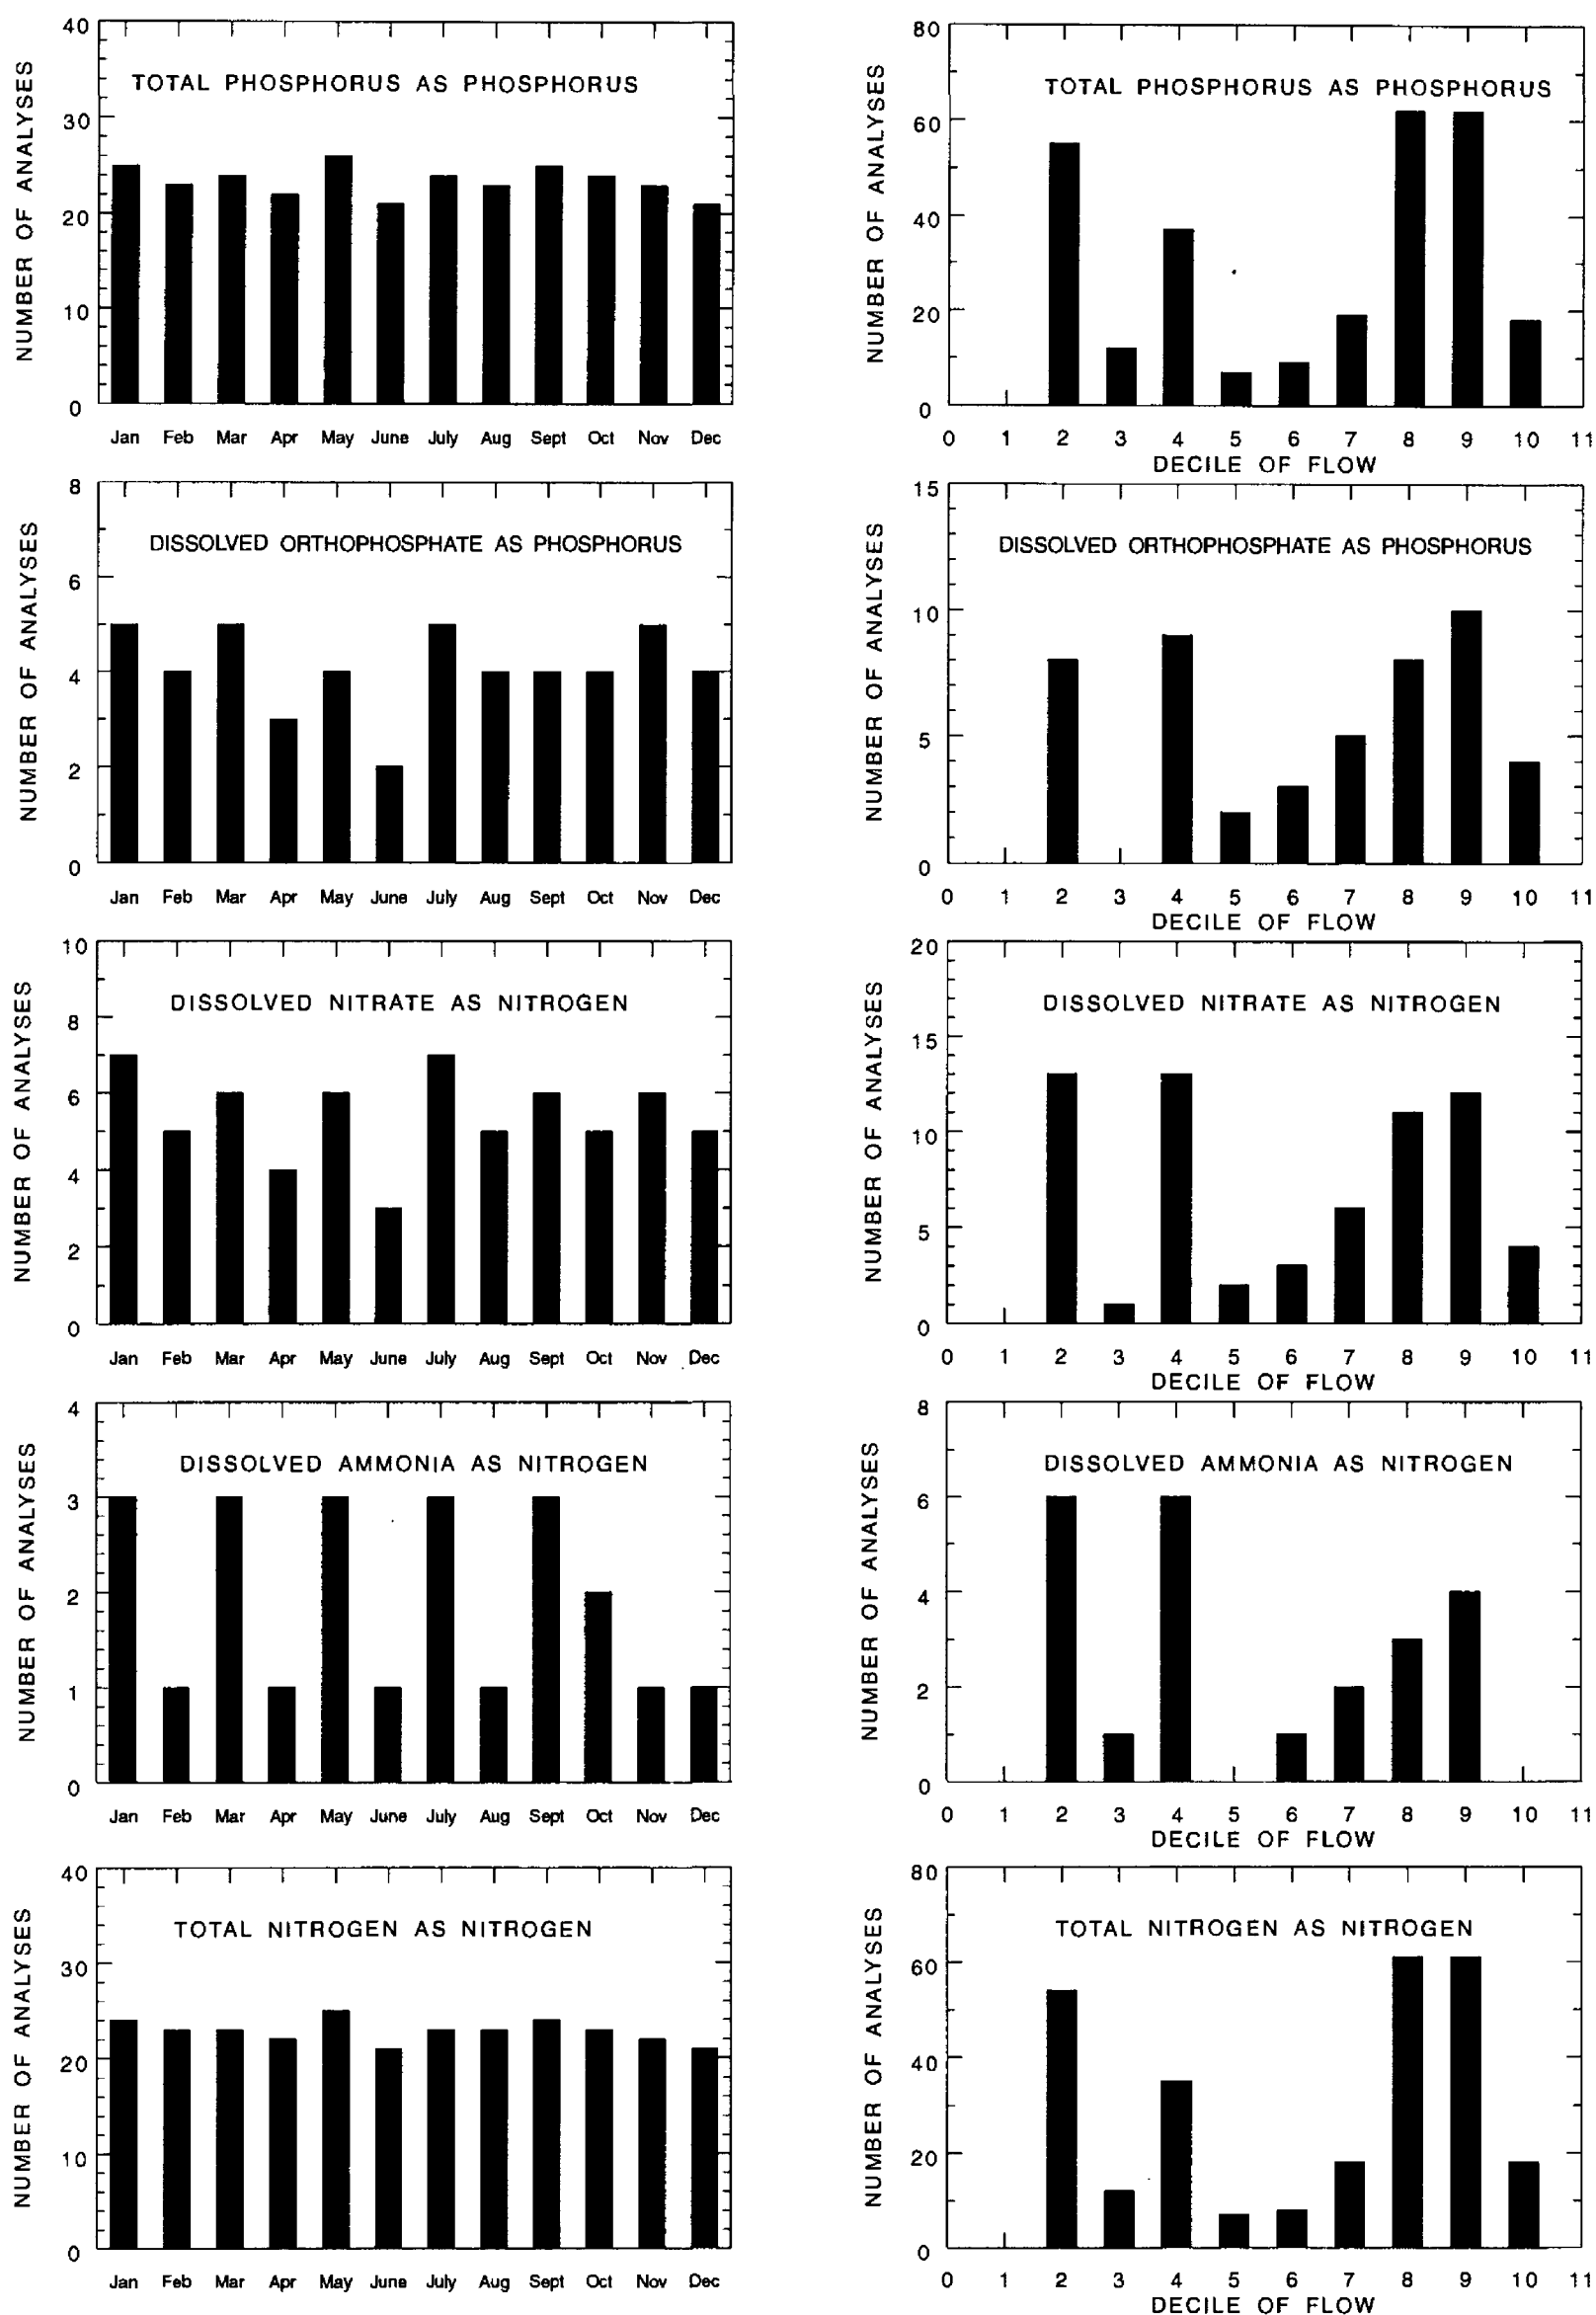 TOTAL PHOSPHORUS AS PHOSPHORUS
NUMBER OF ANALYSES
40
30
20
10
0
Jan Feb Mar Apr May June July Aug Sept Oct Nov Dec
TOTAL PHOSPHORUS AS PHOSPHORUS
NUMBER OF ANALYSES
80
60
40
20
0
0 1 2 3 4 5 6 7 8 9 10 11
DECILE OF FLOW
DISSOLVED ORTHOPHOSPHATE AS PHOSPHORUS
NUMBER OF ANALYSES
8
6
4
2
0
Jan Feb Mar Apr May June July Aug Sept Oct Nov Dec
DISSOLVED ORTHOPHOSPHATE AS PHOSPHORUS
NUMBER OF ANALYSES
15
10
5
0
0 1 2 3 4 5 6 7 8 9 10 11
DECILE OF FLOW
DISSOLVED NITRATE AS NITROGEN
NUMBER OF ANALYSES
10
8
6
4
2
0
Jan Feb Mar Apr May June July Aug Sept Oct Nov Dec
DISSOLVED NITRATE AS NITROGEN
NUMBER OF ANALYSES
20
15
10
5
0
0 1 2 3 4 5 6 7 8 9 10 11
DECILE OF FLOW
DISSOLVED AMMONIA AS NITROGEN
NUMBER OF ANALYSES
4
3
2
1
0
Jan Feb Mar Apr May June July Aug Sept Oct Nov Dec
DISSOLVED AMMONIA AS NITROGEN
NUMBER OF ANALYSES
8
6
4
2
0
0 1 2 3 4 5 6 7 8 9 10 11
DECILE OF FLOW
TOTAL NITROGEN AS NITROGEN
NUMBER OF ANALYSES
40
30
20
10
0
Jan Feb Mar Apr May June July Aug Sept Oct Nov Dec
TOTAL NITROGEN AS NITROGEN
NUMBER OF ANALYSES
80
60
40
20
0
0 1 2 3 4 5 6 7 8 9 10 11
DECILE OF FLOW